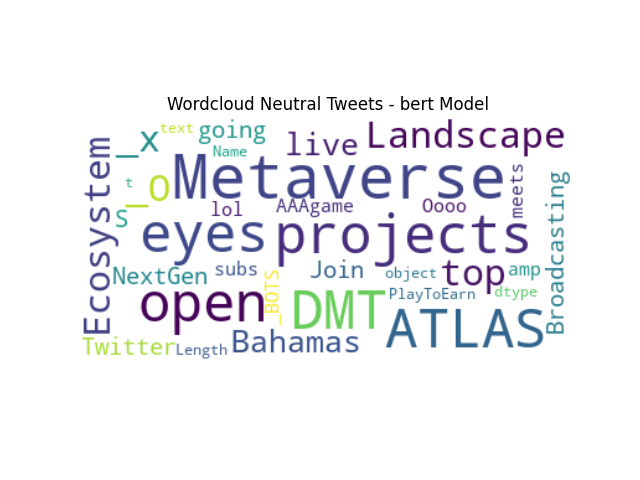 Wordcloud Neutral Tweets - bert Model
text
_x
going
live
Landscape
Name
Metaverse
t
_O
S
lol
AAAgame
Oooo
meets
Ecosystem
eyes
projects
Broadcasting
NextGen
subs
_BOTS
Join
object
top
amp
open
DMT
PlayToEarn
dtype
ATLAS
Twitter
Length
Bahamas